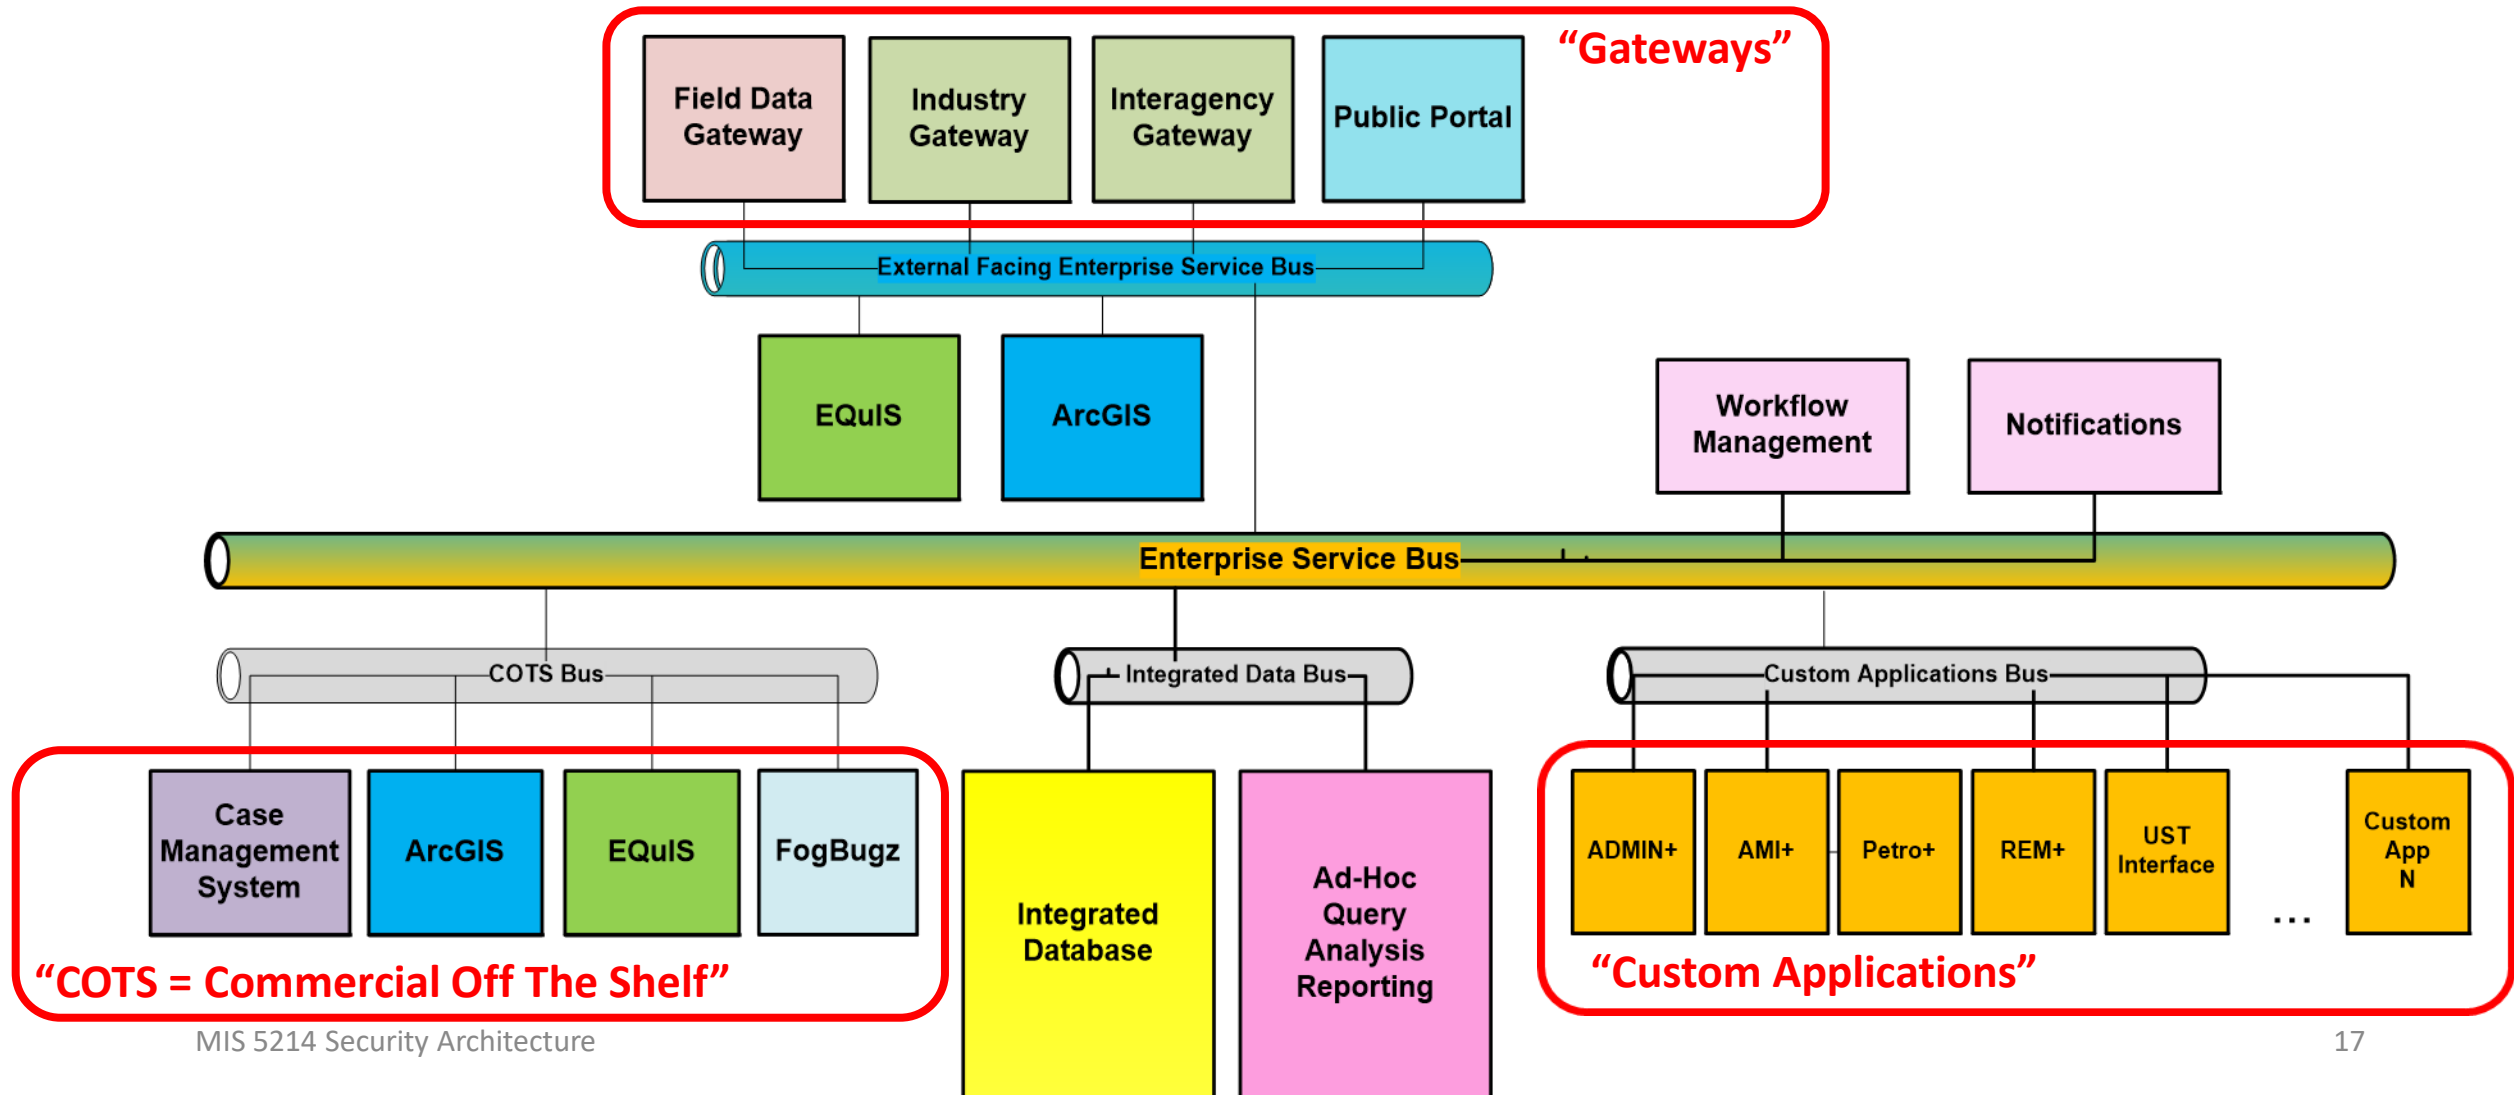 “Gateways”
Field Data
Gateway
Industry
Gateway
Interagency
Gateway
Public Portal
External Facing Enterprise Service Bus
EQuIS
ArcGIS
Workflow
Management
Notifications
Enterprise Service Bus
COTS Bus
Integrated Data Bus
Custom Applications Bus
Case
Management
System
ArcGIS
EQuIS
FogBugz
“COTS = Commercial Off The Shelf”
Integrated
Database
Ad-Hoc
Query
Analysis
Reporting
ADMIN+
AMI+
Petro+
REM+
UST
Interface
...
Custom
App
N
“Custom Applications”
MIS 5214 Security Architecture
17